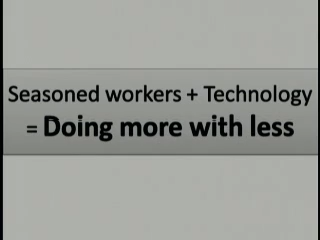 Seasoned workers + Technology
= Doing more with less